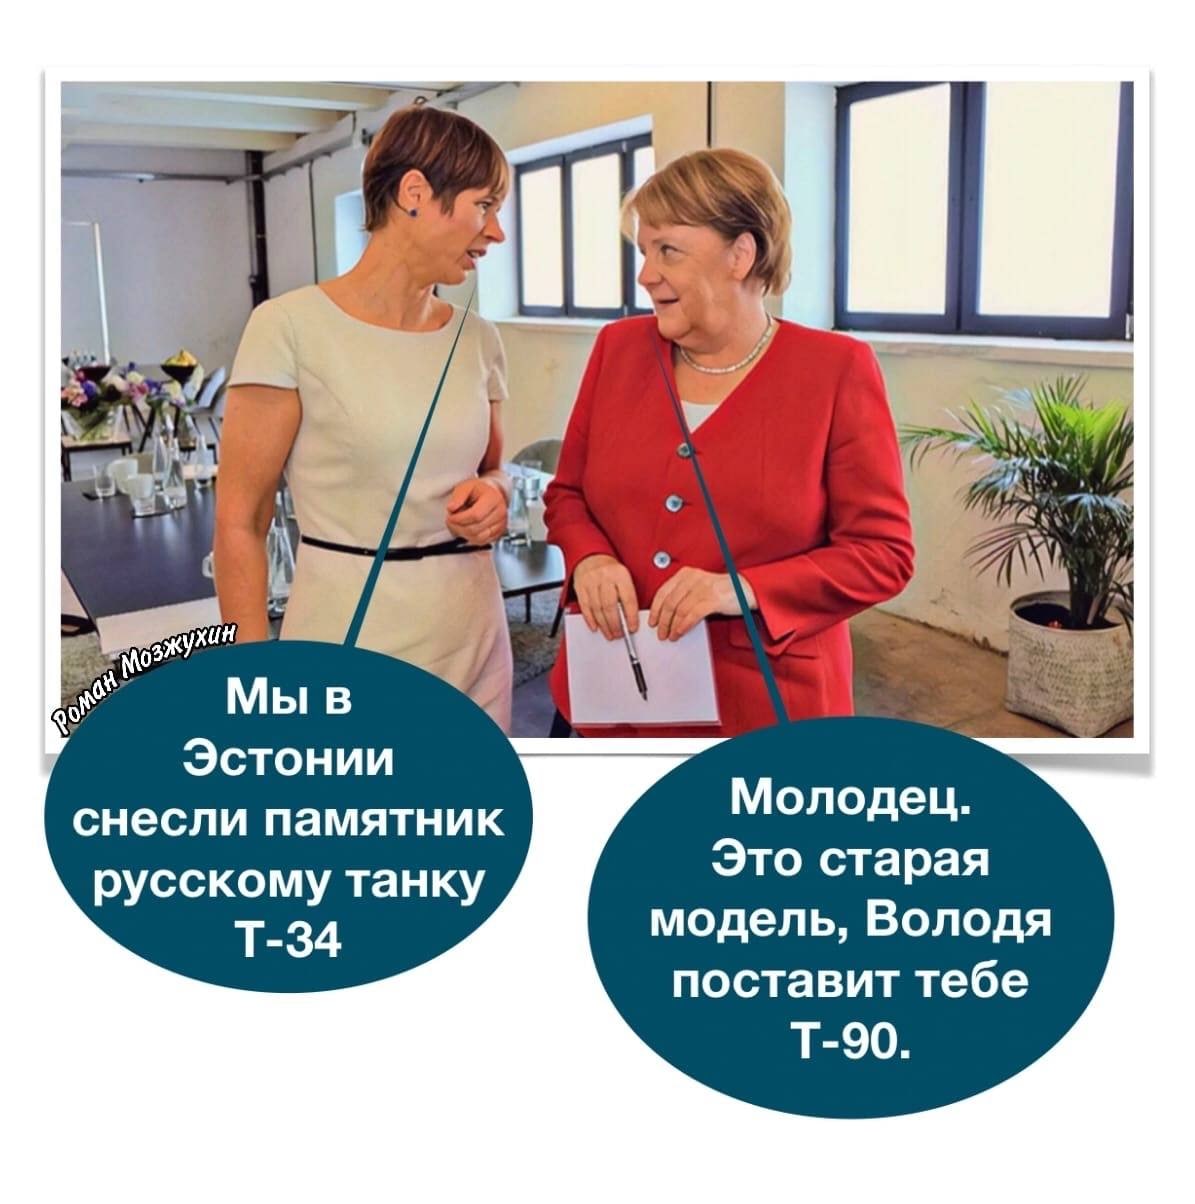 Роман Мозжухин
Мы в
Эстонии
снесли памятник
русскому танку
Т-34
Молодец.
Это старая
модель, Володя
поставит тебе
Т-90.